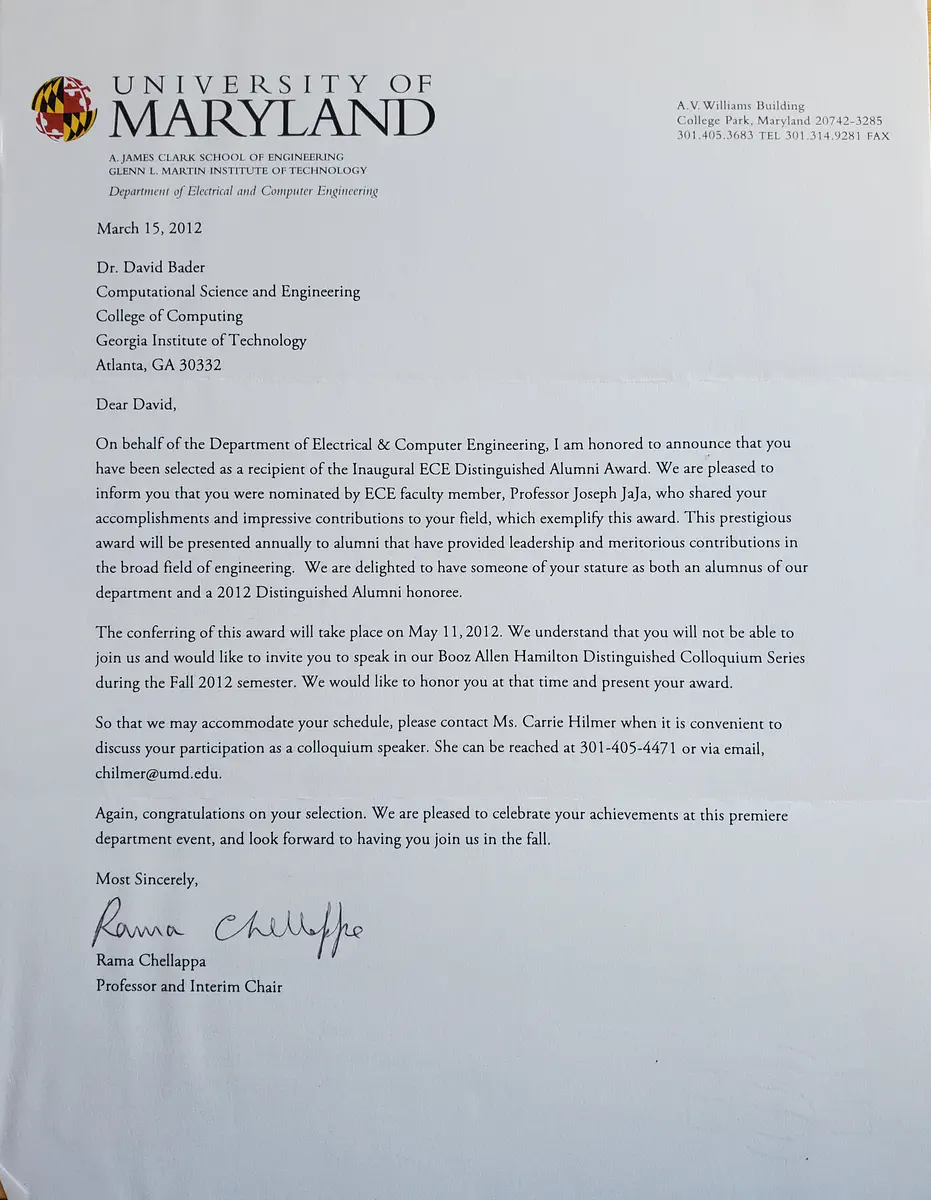 UNIVERSITY OF
MARYLAND
A. JAMES CLARK SCHOOL OF ENGINEERING
GLENN L. MARTIN INSTITUTE OF TECHNOLOGY
Department of Electrical and Computer Engineering
A.V. Williams Building
College Park, Maryland 20742-3285
301.405.3683 TEL 301.314.9281 FAX
March 15, 2012
Dr. David Bader
Computational Science and Engineering
College of Computing
Georgia Institute of Technology
Atlanta, GA 30332
Dear David,
On behalf of the Department of Electrical & Computer Engineering, I am honored to announce that you
have been selected as a recipient of the Inaugural ECE Distinguished Alumni Award. We are pleased to
inform you that you were nominated by ECE faculty member, Professor Joseph JaJa, who shared your
accomplishments and impressive contributions to your field, which exemplify this award. This prestigious
award will be presented annually to alumni that have provided leadership and meritorious contributions in
the broad field of engineering.  We are delighted to have someone of your stature as both an alumnus of our
department and a 2012 Distinguished Alumni honoree.
The conferring of this award will take place on May 11, 2012. We understand that you will not be able to
join us and would like to invite you to speak in our Booz Allen Hamilton Distinguished Colloquium Series
during the Fall 2012 semester. We would like to honor you at that time and present your award.
So that we may accommodate your schedule, please contact Ms. Carrie Hilmer when it is convenient to
discuss your participation as a colloquium speaker. She can be reached at 301-405-4471 or via email,
chilmer@umd.edu.
Again, congratulations on your selection. We are pleased to celebrate your achievements at this premiere
department event, and look forward to having you join us in the fall.
Most Sincerely,
Rama Chellappa
Rama Chellappa
Professor and Interim Chair